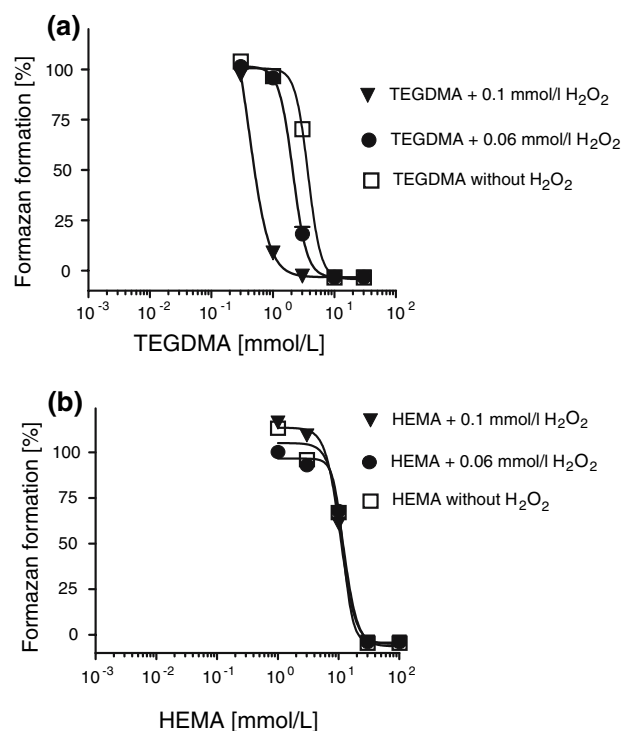 (a)
Formazan formation [%]
100
75
50
25
0
TEGDMA + 0.1 mmol/l H₂O₂
TEGDMA + 0.06 mmol/l H₂O₂
TEGDMA without H₂O₂
10⁻³ 10⁻² 10⁻¹ 10⁰ 10¹ 10²
TEGDMA [mmol/L]
(b)
Formazan formation [%]
100
75
50
25
0
HEMA + 0.1 mmol/l H₂O₂
HEMA + 0.06 mmol/l H₂O₂
HEMA without H₂O₂
10⁻³ 10⁻² 10⁻¹ 10⁰ 10¹ 10²
HEMA [mmol/L]